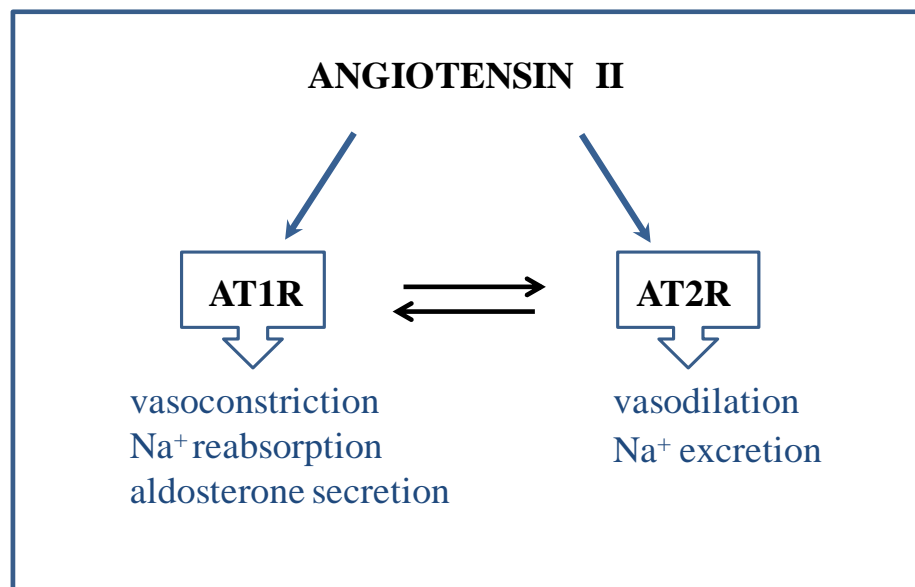 ANGIOTENSIN II
AT1R
AT2R
vasoconstriction
Na⁺ reabsorption
aldosterone secretion
vasodilation
Na⁺ excretion